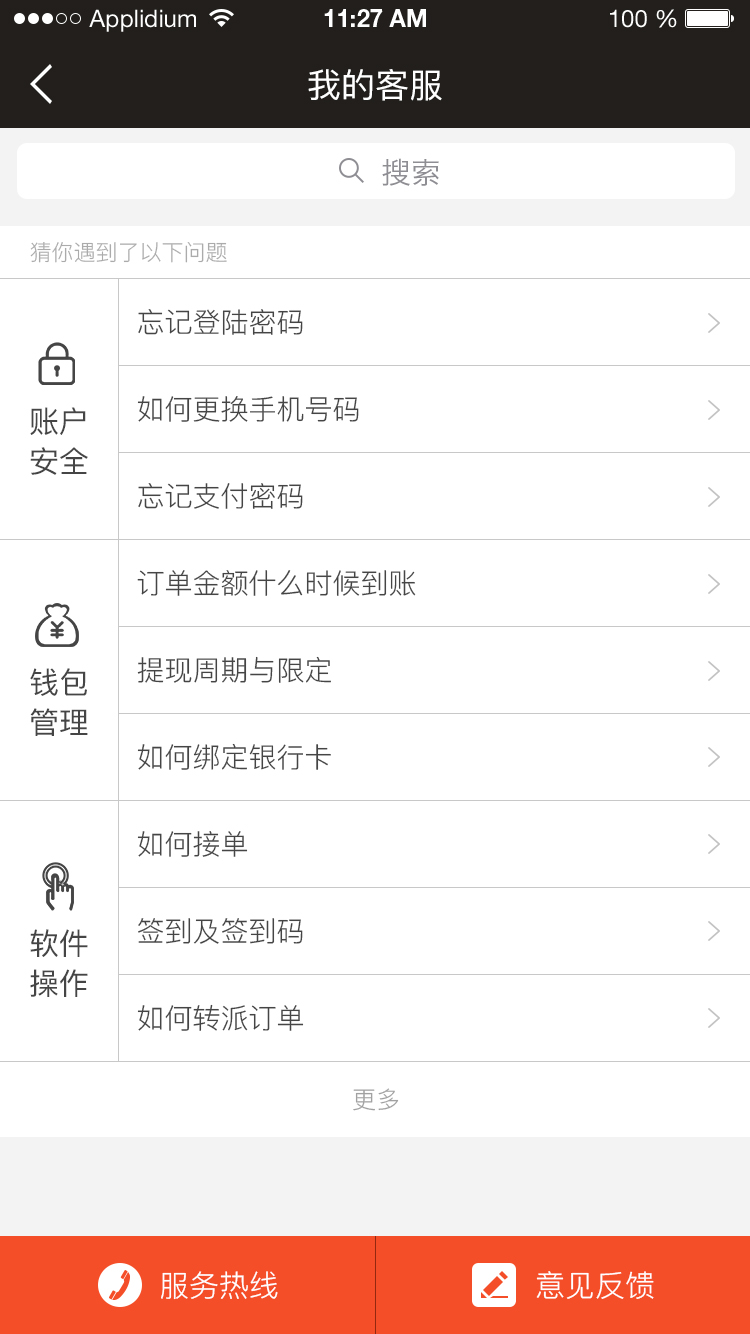 Applidium 11:27 AM 100 %
我的客服
搜索
猜你遇到了以下问题
账户
安全
忘记登陆密码
如何更换手机号码
忘记支付密码
钱包
管理
订单金额什么时候到账
提现周期与限定
如何绑定银行卡
软件
操作
如何接单
签到及签到码
如何转派订单
更多
服务热线 意见反馈